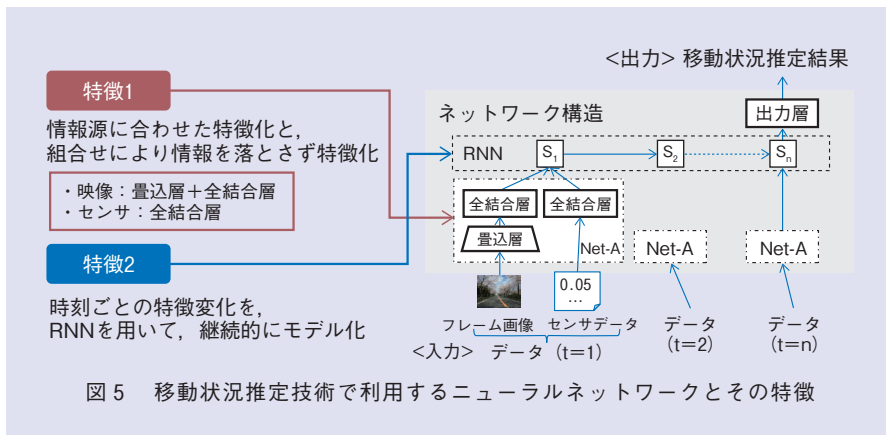 <出力> 移動状況推定結果
特徴1
情報源に合わせた特徴化と,
組合せにより情報を落とさず特徴化
・映像：畳込層＋全結合層
・センサ：全結合層
特徴2
時刻ごとの特徴変化を,
RNNを用いて，継続的にモデル化
ネットワーク構造
出力層
RNN
S1
S2
Sn
全結合層
全結合層
畳込層
Net-A
Net-A
Net-A
0.05
…
フレーム画像
センサデータ
<入力> データ（t＝1）
データ
（t＝2）
データ
（t＝n）
図5 移動状況推定技術で利用するニューラルネットワークとその特徴